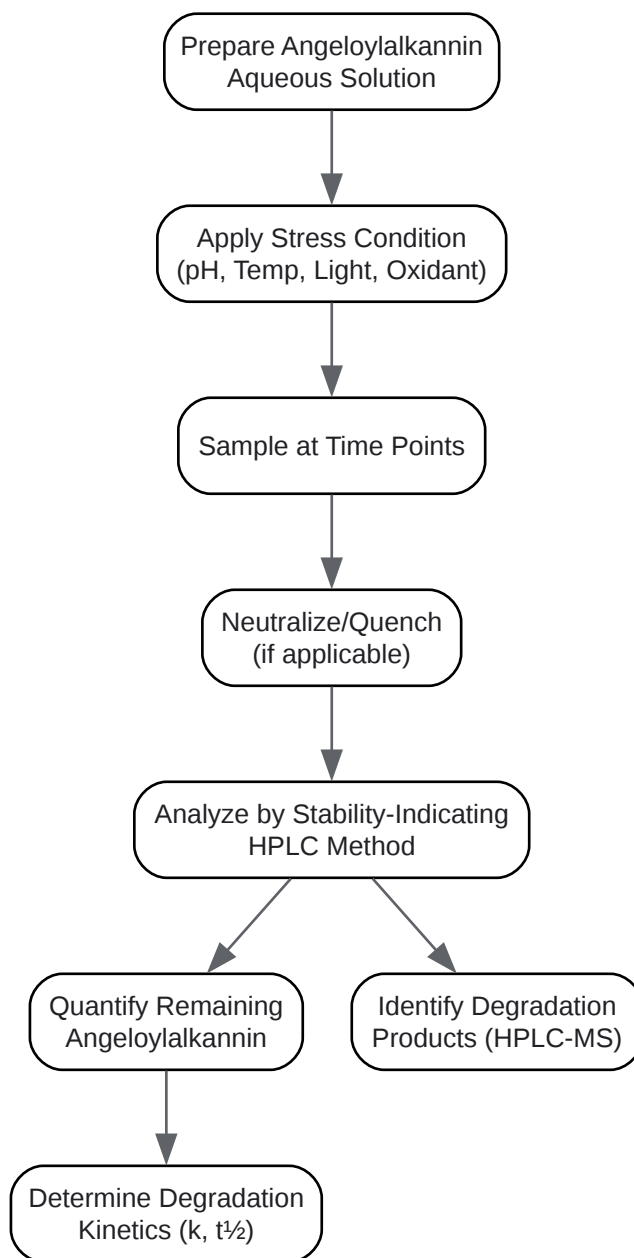 Prepare Angeloylalkannin
Aqueous Solution
Apply Stress Condition
(pH, Temp, Light, Oxidant)
Sample at Time Points
Neutralize/Quench
(if applicable)
Analyze by Stability-Indicating
HPLC Method
Quantify Remaining
Angeloylalkannin
Identify Degradation
Products (HPLC-MS)
Determine Degradation
Kinetics (k, t½)